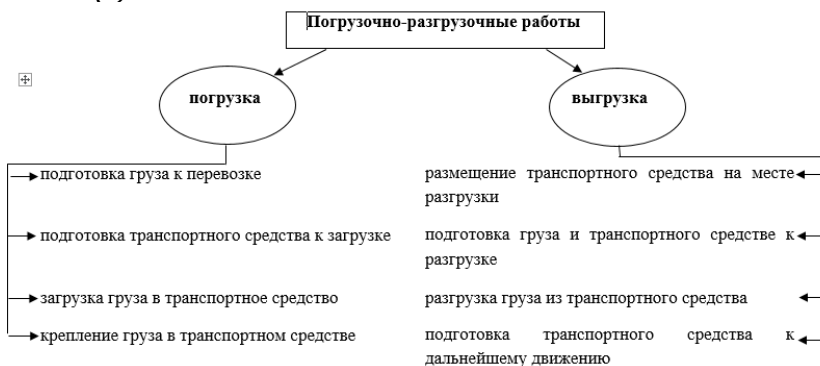 Погрузочно-разгрузочные работы
погрузка
выгрузка
подготовка груза к перевозке
подготовка транспортного средства к загрузке
загрузка груза в транспортное средство
крепление груза в транспортном средстве
размещение транспортного средства на месте
разгрузки
подготовка груза и транспортного средстве к
разгрузке
разгрузка груза из транспортного средства
подготовка транспортного средства к
дальнейшему движению